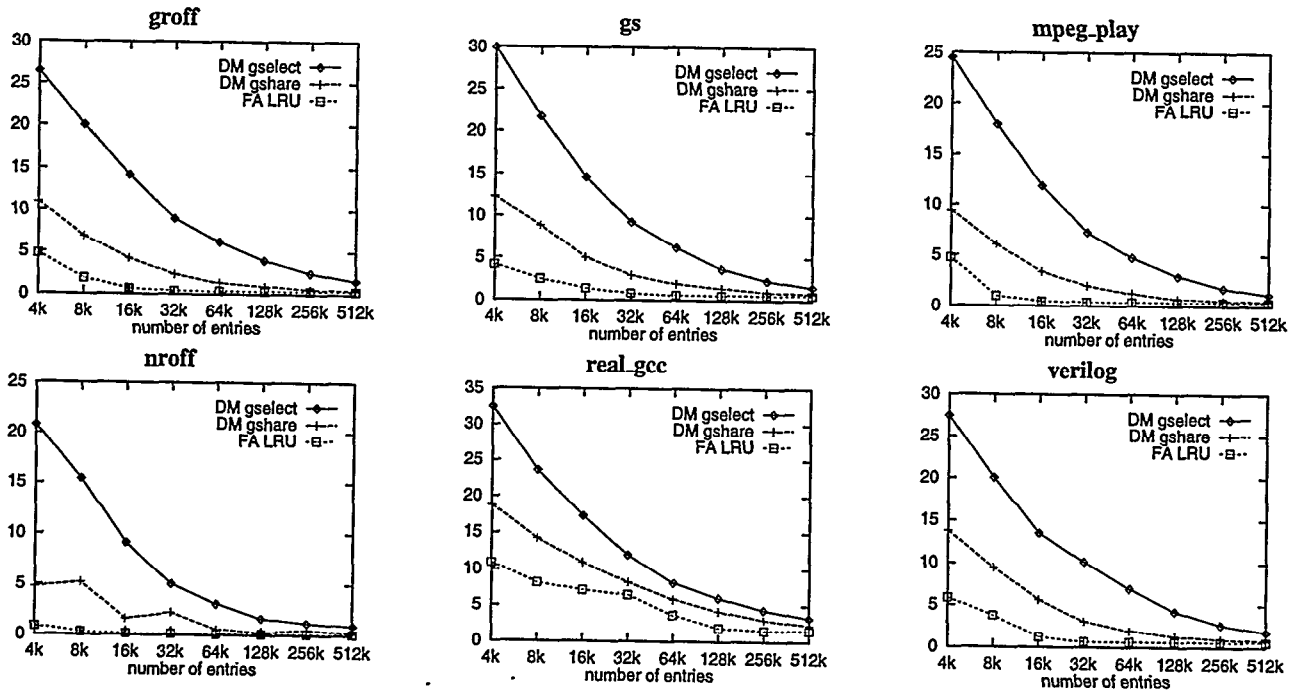 groff
30
25
20
15
10
5
0
DM gselect
DM gshare
FA LRU
4k 8k 16k 32k 64k 128k 256k 512k
number of entries
gs
30
25
20
15
10
5
0
DM gselect
DM gshare
FA LRU
4k 8k 16k 32k 64k 128k 256k 512k
number of entries
mpeg_play
25
20
15
10
5
0
DM gselect
DM gshare
FA LRU
4k 8k 16k 32k 64k 128k 256k 512k
number of entries
nroff
25
20
15
10
5
0
DM gselect
DM gshare
FA LRU
4k 8k 16k 32k 64k 128k 256k 512k
number of entries
real_gcc
35
30
25
20
15
10
5
0
DM gselect
DM gshare
FA LRU
4k 8k 16k 32k 64k 128k 256k 512k
number of entries
verilog
30
25
20
15
10
5
0
DM gselect
DM gshare
FA LRU
4k 8k 16k 32k 64k 128k 256k 512k
number of entries